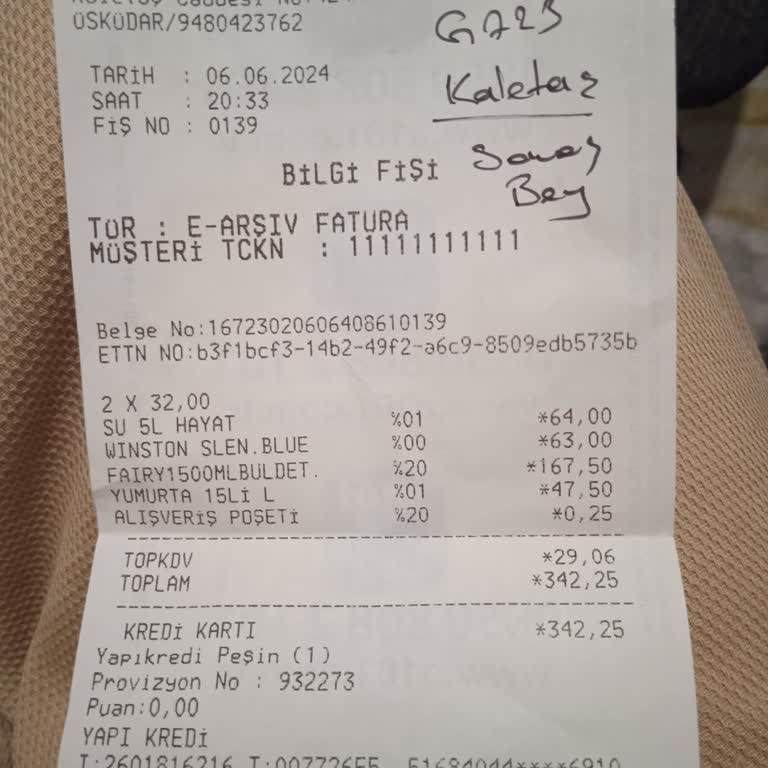 ÜSKÜDAR/9480423762
TARİH : 06.06.2024
SAAT : 20:33
FİŞ NO : 0139
Kaletaş
BİLGİ FİŞİ
Bey
TÜR : E-ARŞİV FATURA
MÜŞTERİ TCKN : 11111111111
Belge No:16723020606408610139
ETTN NO:b3f1bcf3-14b2-49f2-a6c9-8509edb5735b
2 X 32,00
SU 5L HAYAT %01 *64,00
WINSTON SLEN.BLUE %00 *63,00
FAIRY1500MLBULDET. %20 *167,50
YUMURTA 15Lİ L %01 *47,50
ALIŞVERİŞ POŞETİ %20 *0,25
TOPKDV *29,06
TOPLAM *342,25
KREDİ KARTI *342,25
Yapıkredi Peşin (1)
Provizyon No : 932273
Puan:0,00
YAPI KREDİ